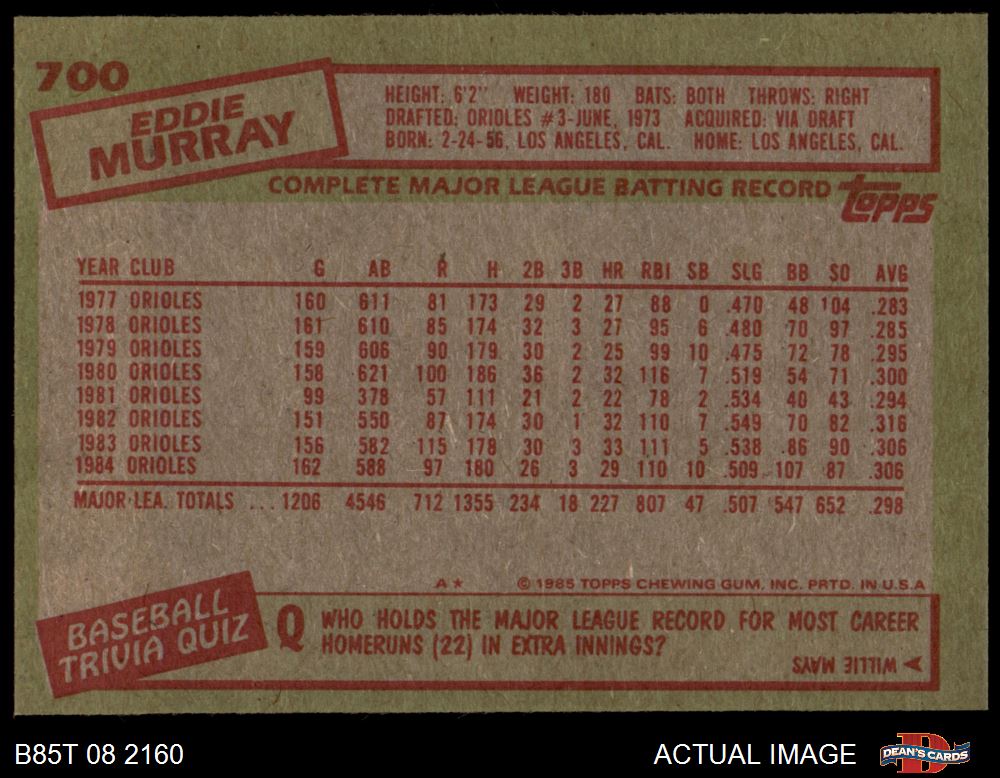 700
EDDIE
MURRAY
HEIGHT: 6'2" WEIGHT: 180 BATS: BOTH THROWS: RIGHT
DRAFTED: ORIOLES #3-JUNE, 1973 ACQUIRED: VIA DRAFT
BORN: 2-24-56, LOS ANGELES, CAL. HOME: LOS ANGELES, CAL.
COMPLETE MAJOR LEAGUE BATTING RECORD
topps
YEAR CLUB G AB R H 2B 3B HR RBI SB SLG BB SO AVG
1977 ORIOLES 160 611 81 173 29 2 27 88 0 .470 48 104 .283
1978 ORIOLES 161 610 85 174 32 3 27 95 6 .480 70 97 .285
1979 ORIOLES 159 606 90 179 30 2 25 99 10 .475 72 78 .295
1980 ORIOLES 158 621 100 186 36 2 32 116 7 .519 54 71 .300
1981 ORIOLES 99 378 57 111 21 2 22 78 2 .534 40 43 .294
1982 ORIOLES 151 550 87 174 30 1 32 110 7 .549 70 82 .316
1983 ORIOLES 156 582 115 178 30 3 33 111 5 .538 86 90 .306
1984 ORIOLES 162 588 97 180 26 3 29 110 10 .509 107 87 .306
MAJOR LEA. TOTALS ... 1206 4546 712 1355 234 18 227 807 47 .507 547 652 .298
A★ © 1985 TOPPS CHEWING GUM, INC. PRTD. IN U.S.A
BASEBALL
TRIVIA QUIZ
Q WHO HOLDS THE MAJOR LEAGUE RECORD FOR MOST CAREER
HOMERUNS (22) IN EXTRA INNINGS?
WILLIE MAYS
B85T 08 2160
ACTUAL IMAGE
DEAN'S CARDS